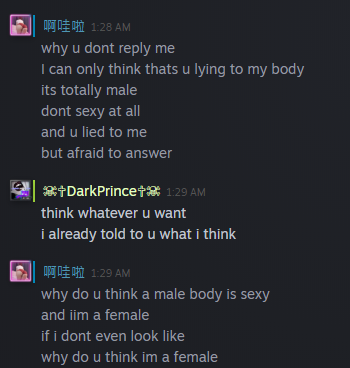 啊哇啦 1:28 AM
why u dont reply me
I can only think thats u lying to my body
its totally male
dont sexy at all
and u lied to me
but afraid to answer
☠✞DarkPrince✞☠ 1:29 AM
think whatever u want
i already told to u what i think
啊哇啦 1:29 AM
why do u think a male body is sexy
and iim a female
if i dont even look like
why do u think im a female